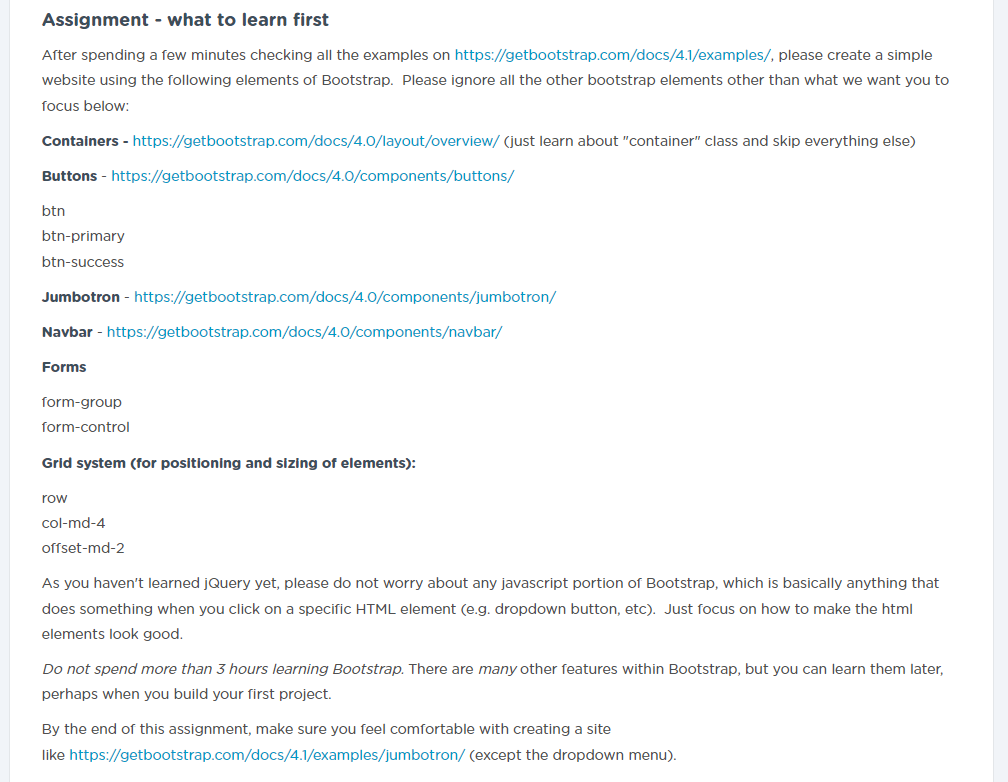 Assignment - what to learn first
After spending a few minutes checking all the examples on https://getbootstrap.com/docs/4.1/examples/, please create a simple
website using the following elements of Bootstrap.  Please ignore all the other bootstrap elements other than what we want you to
focus below:
Containers - https://getbootstrap.com/docs/4.0/layout/overview/ (just learn about "container" class and skip everything else)
Buttons - https://getbootstrap.com/docs/4.0/components/buttons/
btn
btn-primary
btn-success
Jumbotron - https://getbootstrap.com/docs/4.0/components/jumbotron/
Navbar - https://getbootstrap.com/docs/4.0/components/navbar/
Forms
form-group
form-control
Grid system (for positioning and sizing of elements):
row
col-md-4
offset-md-2
As you haven't learned jQuery yet, please do not worry about any javascript portion of Bootstrap, which is basically anything that
does something when you click on a specific HTML element (e.g. dropdown button, etc).  Just focus on how to make the html
elements look good.
Do not spend more than 3 hours learning Bootstrap. There are many other features within Bootstrap, but you can learn them later,
perhaps when you build your first project.
By the end of this assignment, make sure you feel comfortable with creating a site
like https://getbootstrap.com/docs/4.1/examples/jumbotron/ (except the dropdown menu).